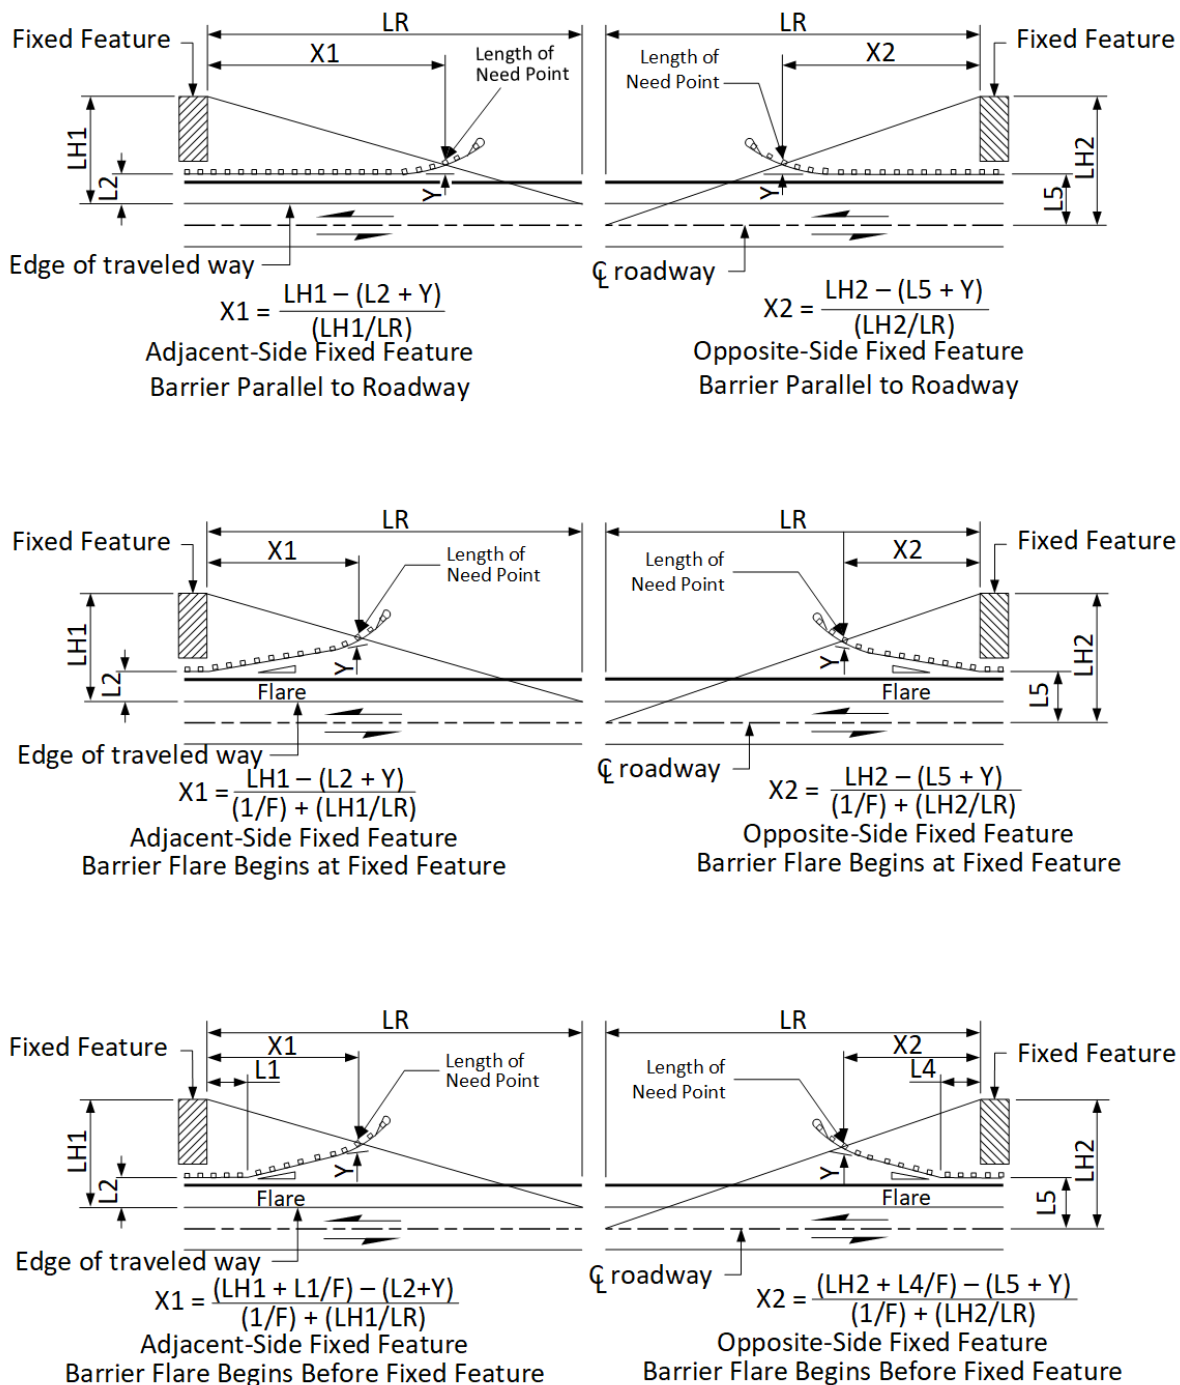 LR
Fixed Feature
X1
Length of
Need Point
LH1
L2
Y
Edge of traveled way
X1 = LH1 – (L2 + Y)
(LH1/LR)
Adjacent-Side Fixed Feature
Barrier Parallel to Roadway
LR
Fixed Feature
X2
Length of
Need Point
LH2
L5
Y
℄ roadway
X2 = LH2 – (L5 + Y)
(LH2/LR)
Opposite-Side Fixed Feature
Barrier Parallel to Roadway
LR
Fixed Feature
X1
Length of
Need Point
LH1
L2
Y
Flare
Edge of traveled way
X1 = LH1 – (L2 + Y)
(1/F) + (LH1/LR)
Adjacent-Side Fixed Feature
Barrier Flare Begins at Fixed Feature
LR
Fixed Feature
X2
Length of
Need Point
LH2
L5
Y
Flare
℄ roadway
X2 = LH2 – (L5 + Y)
(1/F) + (LH2/LR)
Opposite-Side Fixed Feature
Barrier Flare Begins at Fixed Feature
LR
Fixed Feature
X1
L1
Length of
Need Point
LH1
L2
Y
Flare
Edge of traveled way
X1 = (LH1 + L1/F) – (L2+Y)
(1/F) + (LH1/LR)
Adjacent-Side Fixed Feature
Barrier Flare Begins Before Fixed Feature
LR
Fixed Feature
X2
L4
Length of
Need Point
LH2
L5
Y
Flare
℄ roadway
X2 = (LH2 + L4/F) – (L5 + Y)
(1/F) + (LH2/LR)
Opposite-Side Fixed Feature
Barrier Flare Begins Before Fixed Feature